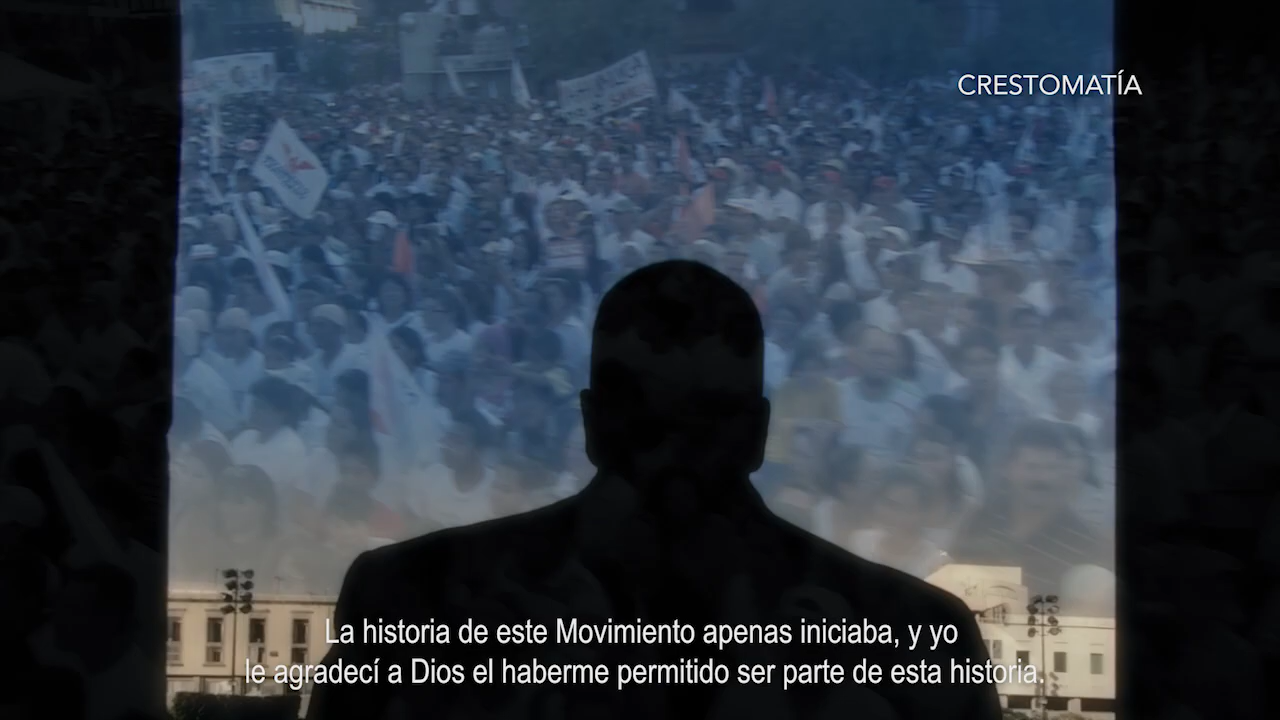 CRESTOMATÍA
La historia de este Movimiento apenas iniciaba, y yo
le agradecí a Dios el haberme permitido ser parte de esta historia.